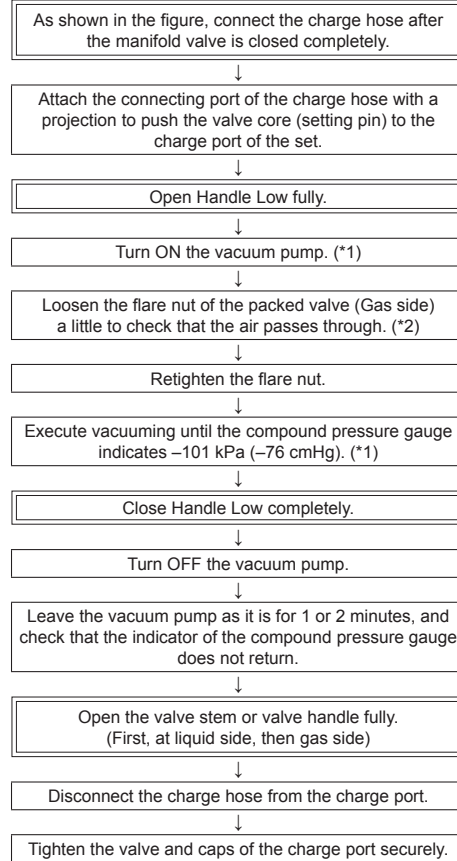 As shown in the figure, connect the charge hose after
the manifold valve is closed completely.
↓
Attach the connecting port of the charge hose with a
projection to push the valve core (setting pin) to the
charge port of the set.
↓
Open Handle Low fully.
↓
Turn ON the vacuum pump. (*1)
↓
Loosen the flare nut of the packed valve (Gas side)
a little to check that the air passes through. (*2)
↓
Retighten the flare nut.
↓
Execute vacuuming until the compound pressure gauge
indicates –101 kPa (–76 cmHg). (*1)
↓
Close Handle Low completely.
↓
Turn OFF the vacuum pump.
↓
Leave the vacuum pump as it is for 1 or 2 minutes, and
check that the indicator of the compound pressure gauge
does not return.
↓
Open the valve stem or valve handle fully.
(First, at liquid side, then gas side)
↓
Disconnect the charge hose from the charge port.
↓
Tighten the valve and caps of the charge port securely.